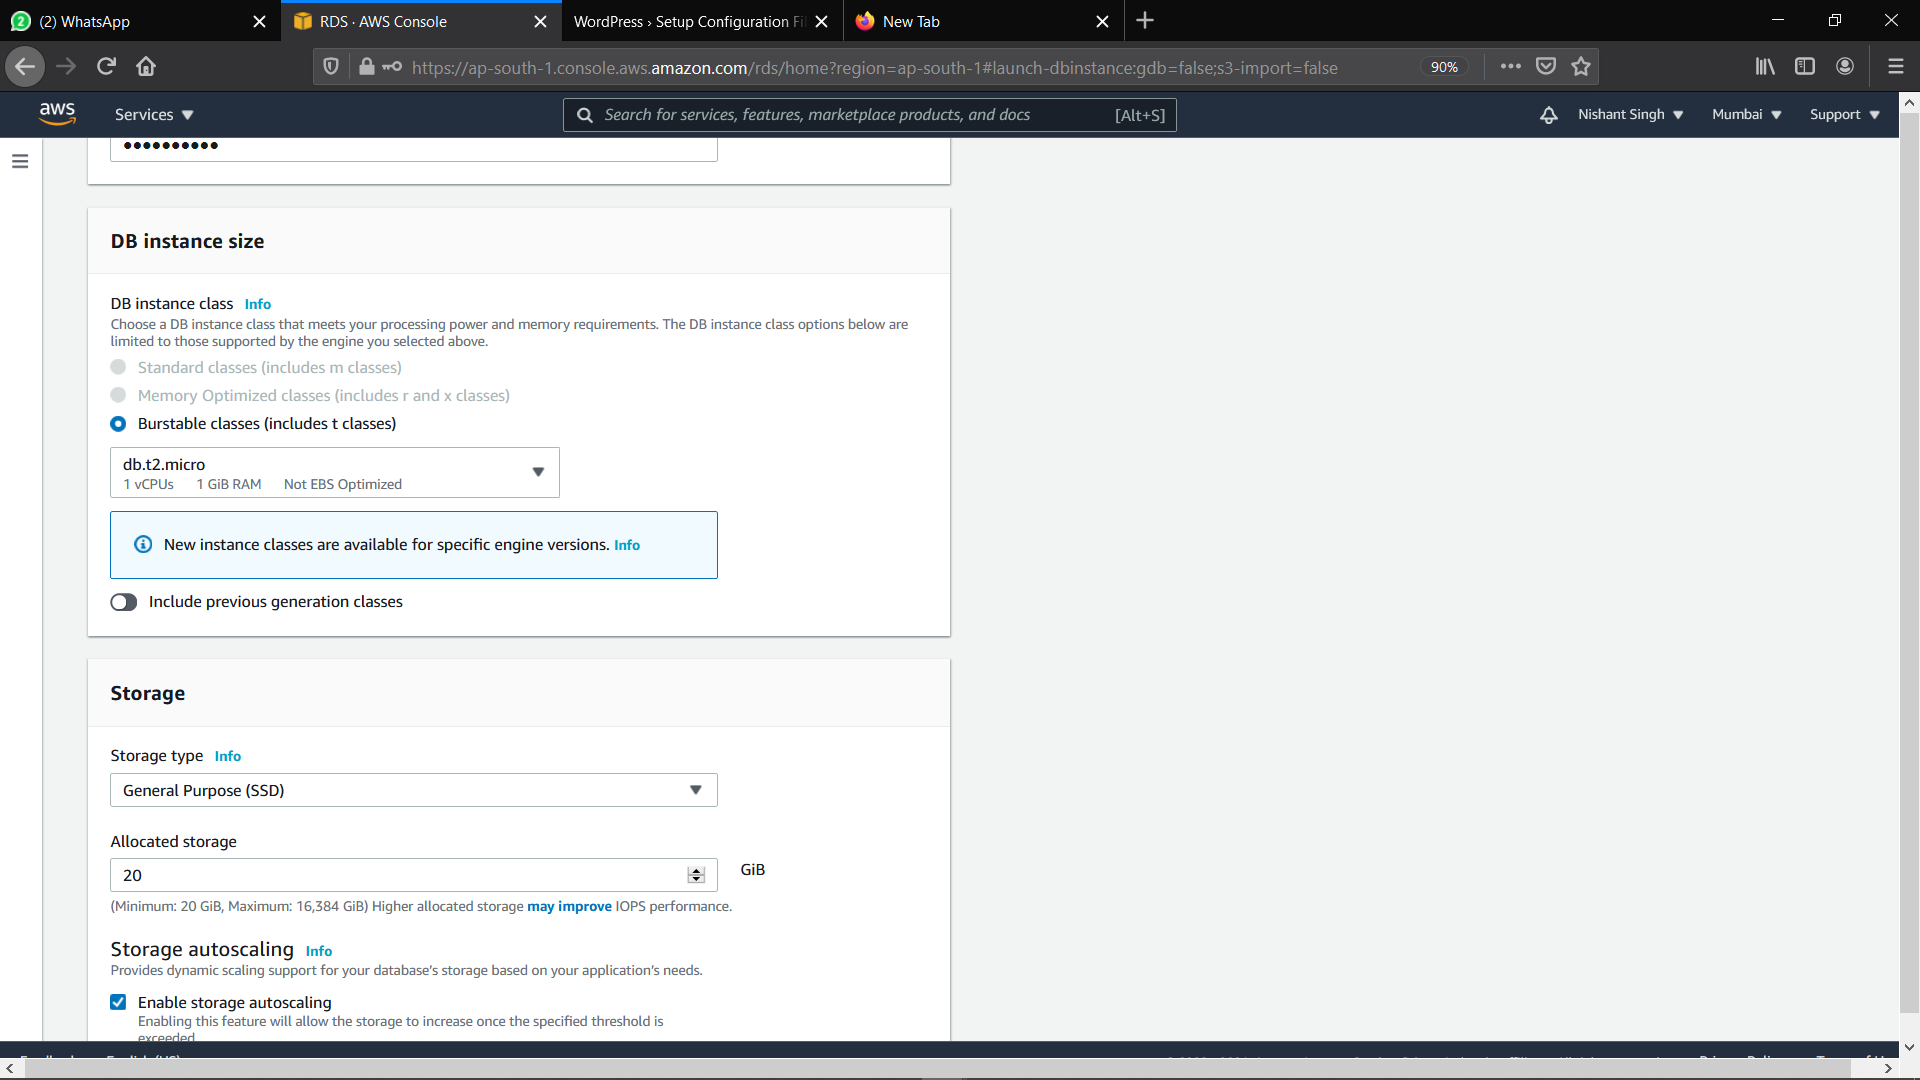 (2) WhatsApp
RDS · AWS Console
WordPress › Setup Configuration Fi
New Tab
https://ap-south-1.console.aws.amazon.com/rds/home?region=ap-south-1#launch-dbinstance:gdb=false;s3-import=false
90%
aws
Services
Search for services, features, marketplace products, and docs
[Alt+S]
Nishant Singh
Mumbai
Support
DB instance size
DB instance class Info
Choose a DB instance class that meets your processing power and memory requirements. The DB instance class options below are
limited to those supported by the engine you selected above.
Standard classes (includes m classes)
Memory Optimized classes (includes r and x classes)
Burstable classes (includes t classes)
db.t2.micro
1 vCPUs 1 GiB RAM Not EBS Optimized
New instance classes are available for specific engine versions. Info
Include previous generation classes
Storage
Storage type Info
General Purpose (SSD)
Allocated storage
20
GiB
(Minimum: 20 GiB, Maximum: 16,384 GiB) Higher allocated storage may improve IOPS performance.
Storage autoscaling Info
Provides dynamic scaling support for your database's storage based on your application's needs.
Enable storage autoscaling
Enabling this feature will allow the storage to increase once the specified threshold is
exceeded